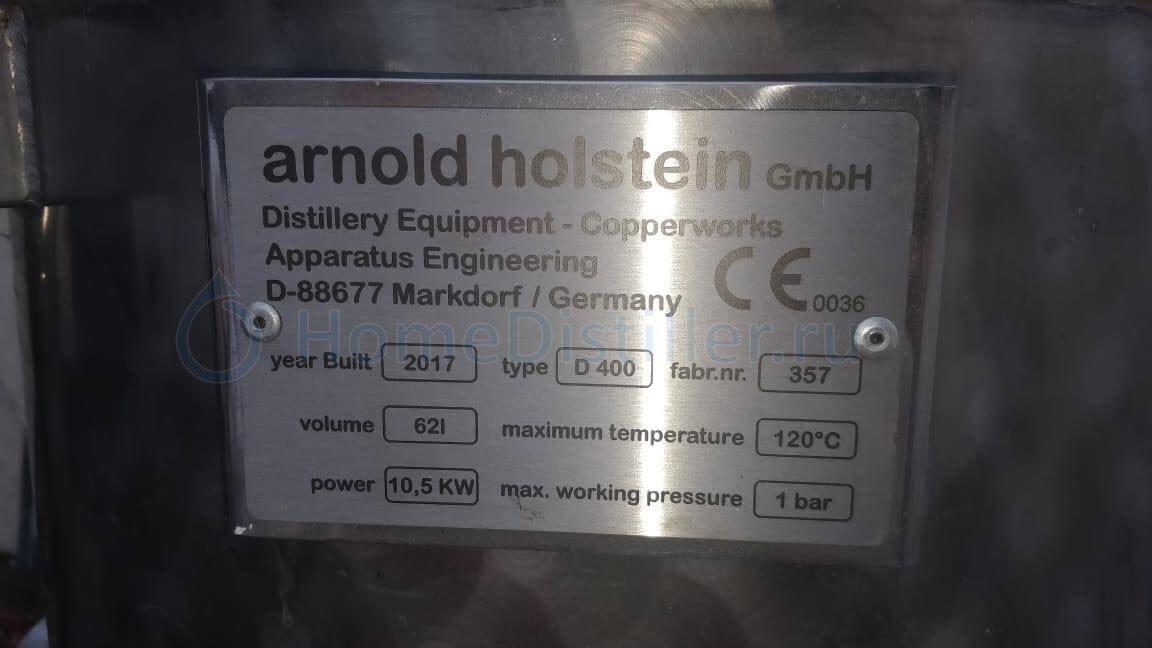 arnold holstein GmbH
Distillery Equipment - Copperworks
Apparatus Engineering
D-88677 Markdorf / Germany CE 0036
HomeDistiller.ru
year Built 2017 type D 400 fabr.nr. 357
volume 62l maximum temperature 120°C
power 10,5 KW max. working pressure 1 bar